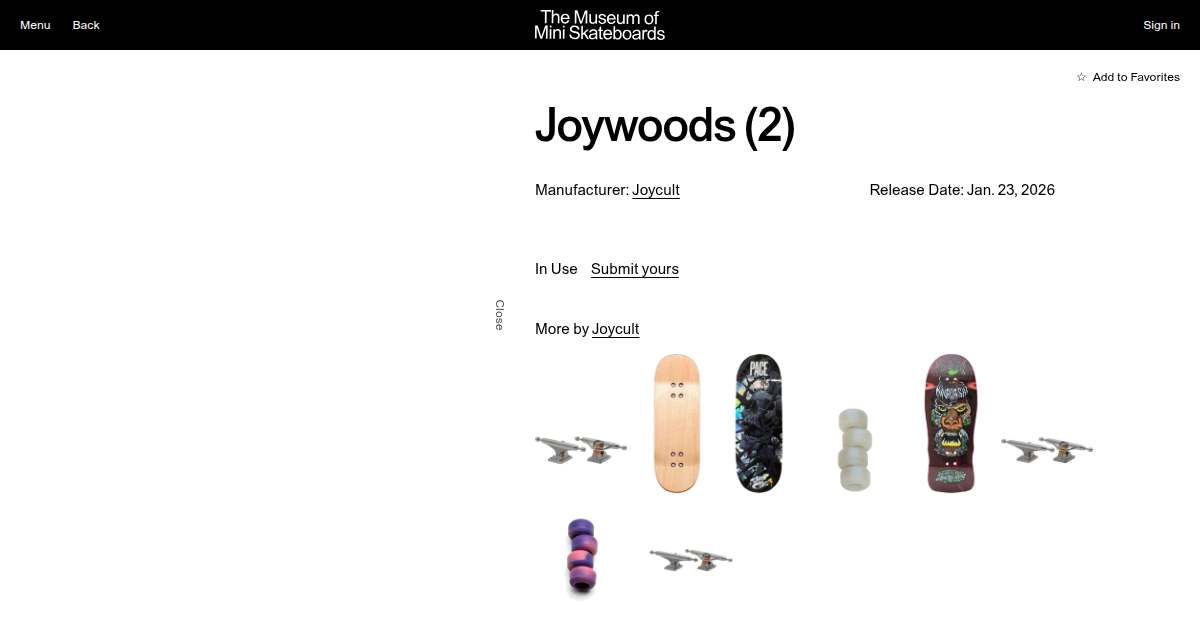 Menu
Back
The Museum of
Mini Skateboards
Sign in
☆ Add to Favorites
Joywoods (2)
Manufacturer: Joycult
Release Date: Jan. 23, 2026
In Use
Submit yours
Close
More by Joycult
PACE